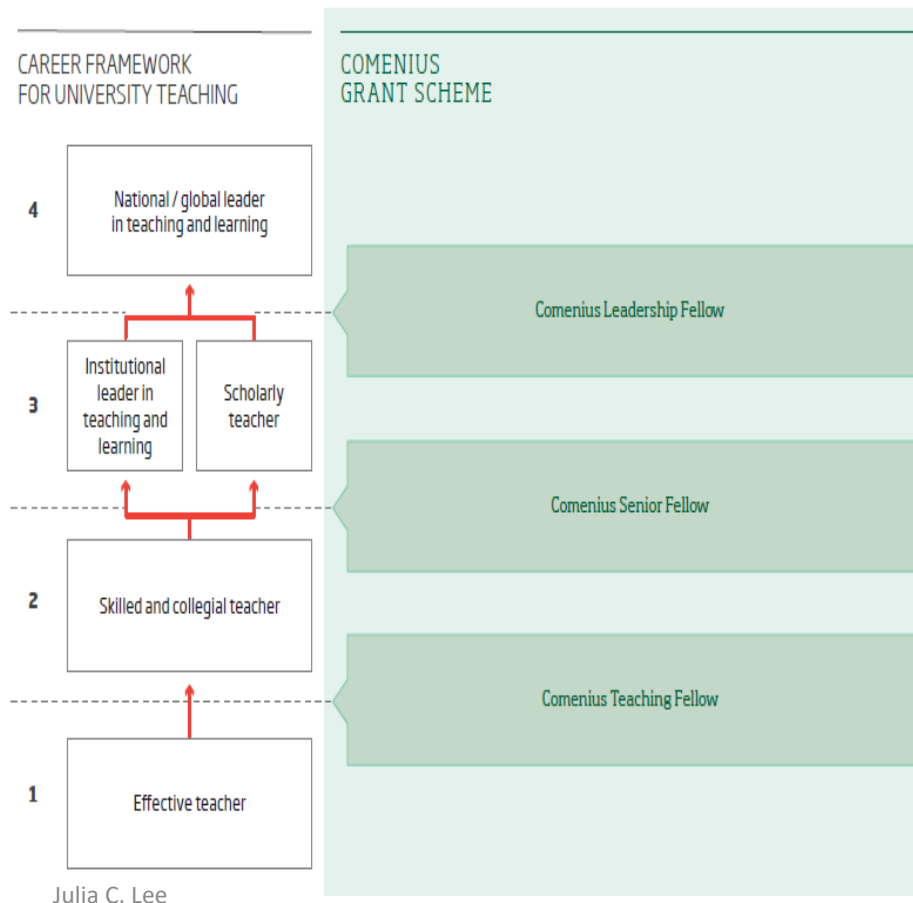 CAREER FRAMEWORK
FOR UNIVERSITY TEACHING
COMENIUS
GRANT SCHEME
4
National / global leader
in teaching and learning
Comenius Leadership Fellow
3
Institutional
leader in
teaching and
learning
Scholarly
teacher
Comenius Senior Fellow
2
Skilled and collegial teacher
Comenius Teaching Fellow
1
Effective teacher
Julia C. Lee